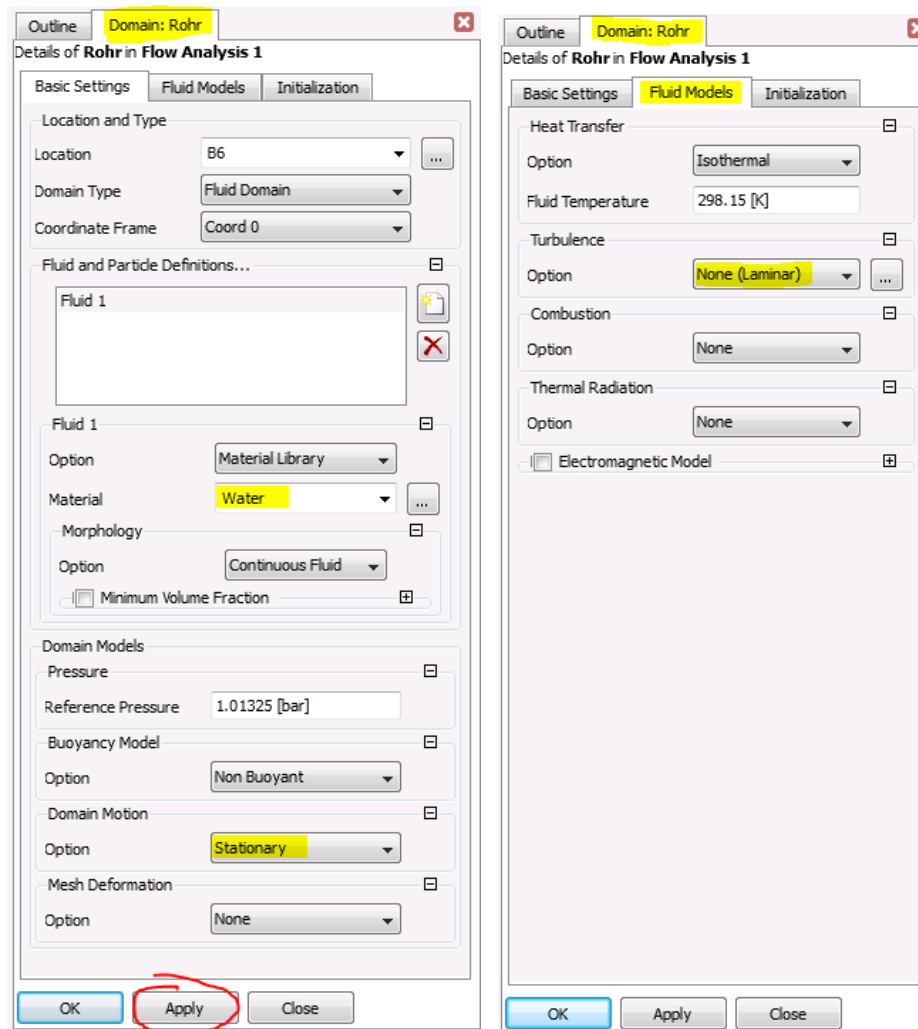 Outline
Domain: Rohr
Details of Rohr in Flow Analysis 1
Basic Settings
Fluid Models
Initialization
Location and Type
Location
B6
...
Domain Type
Fluid Domain
Coordinate Frame
Coord 0
Fluid and Particle Definitions...
Fluid 1
Fluid 1
Option
Material Library
Material
Water
...
Morphology
Option
Continuous Fluid
Minimum Volume Fraction
Domain Models
Pressure
Reference Pressure
1.01325 [bar]
Buoyancy Model
Option
Non Buoyant
Domain Motion
Option
Stationary
Mesh Deformation
Option
None
OK
Apply
Close
Outline
Domain: Rohr
Details of Rohr in Flow Analysis 1
Basic Settings
Fluid Models
Initialization
Heat Transfer
Option
Isothermal
Fluid Temperature
298.15 [K]
Turbulence
Option
None (Laminar)
...
Combustion
Option
None
Thermal Radiation
Option
None
Electromagnetic Model
OK
Apply
Close